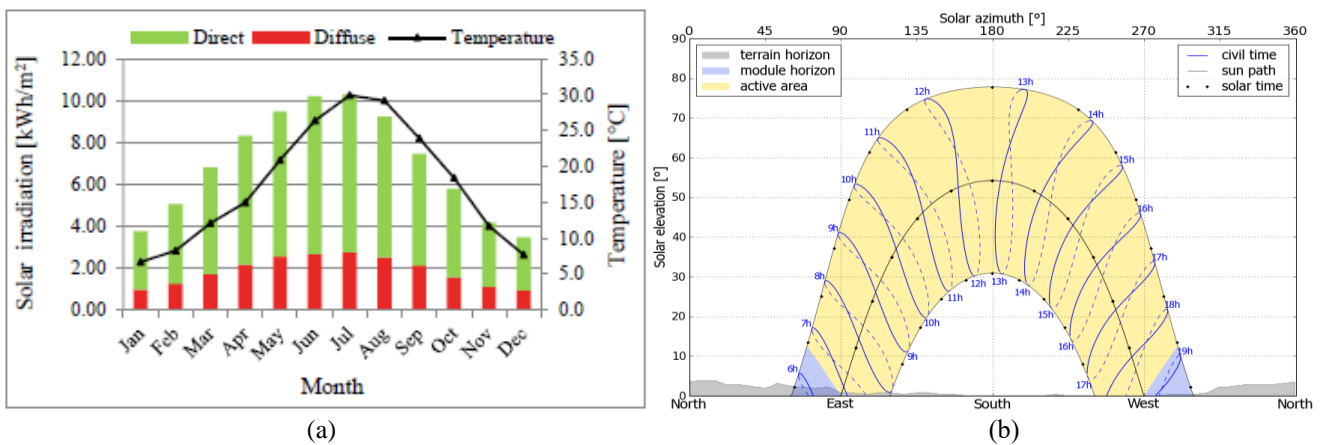 Direct Diffuse Temperature
Solar irradiation [kWh/m²]
12.00
10.00
8.00
6.00
4.00
2.00
0.00
35.0
30.0
25.0
20.0
15.0
10.0
5.0
0.0
Temperature [°C]
Jan Feb Mar Apr May Jun Jul Aug Sep Oct Nov Dec
Month
(a)
Solar azimuth [°]
0 45 90 135 180 225 270 315 360
terrain horizon
module horizon
active area
civil time
sun path
solar time
Solar elevation [°]
90
80
70
60
50
40
30
20
10
0
12h 13h
14h
11h
15h
10h
16h
9h
17h
8h
18h
7h
19h
6h
12h 13h
11h 14h
10h 15h
9h 16h
17h
North East South West North
(b)